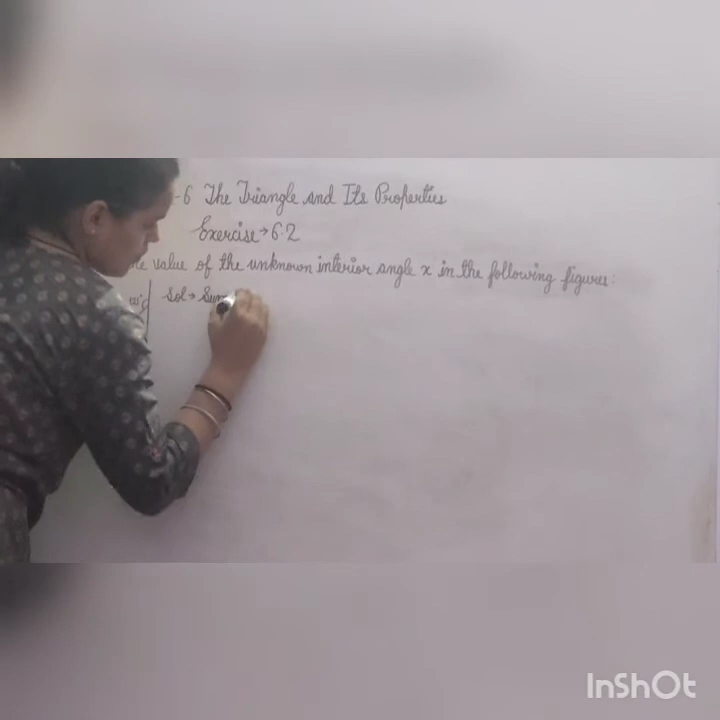 -6 The Triangle and Its Properties
Exercise → 6.2
value of the unknown interior angle x in the following figures:
Sol →
InShOt